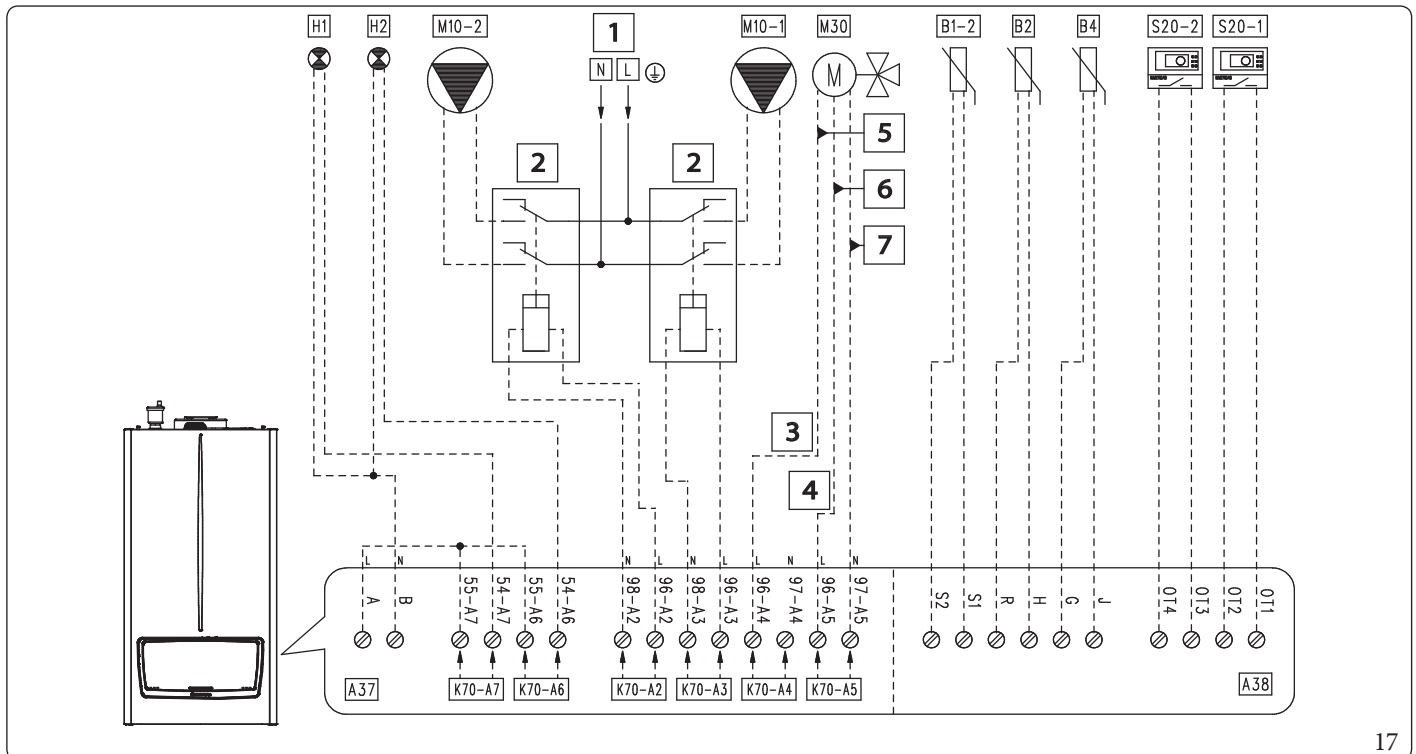 H1 H2 M10-2 1 M10-1 M30 B1-2 B2 B4 S20-2 S20-1
N L
M
5
2 2
6
7
3
4
L N N L N L L N L N
A B 55-A7 54-A7 55-A6 54-A6 98-A2 96-A2 98-A3 96-A3 96-A4 97-A4 96-A5 97-A5 S2 S1 R H G J OT4 OT3 OT2 OT1
A37 K70-A7 K70-A6 K70-A2 K70-A3 K70-A4 K70-A5 A38
17